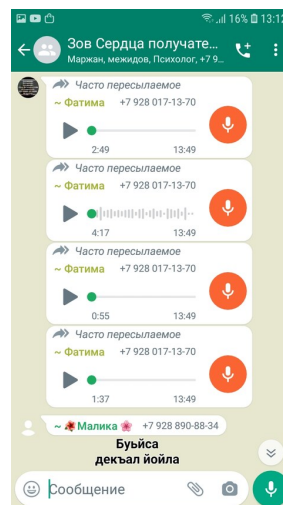 16% 13:12
Зов Сердца получате...
Маржан, межидов, Психолог, +7 9...
Часто пересылаемое
~ Фатима +7 928 017-13-70
2:49 13:49
Часто пересылаемое
~ Фатима +7 928 017-13-70
4:17 13:49
Часто пересылаемое
~ Фатима +7 928 017-13-70
0:55 13:49
Часто пересылаемое
~ Фатима +7 928 017-13-70
1:37 13:49
~ Малика +7 928 890-88-34
Буьйса
декъал йойла
Сообщение